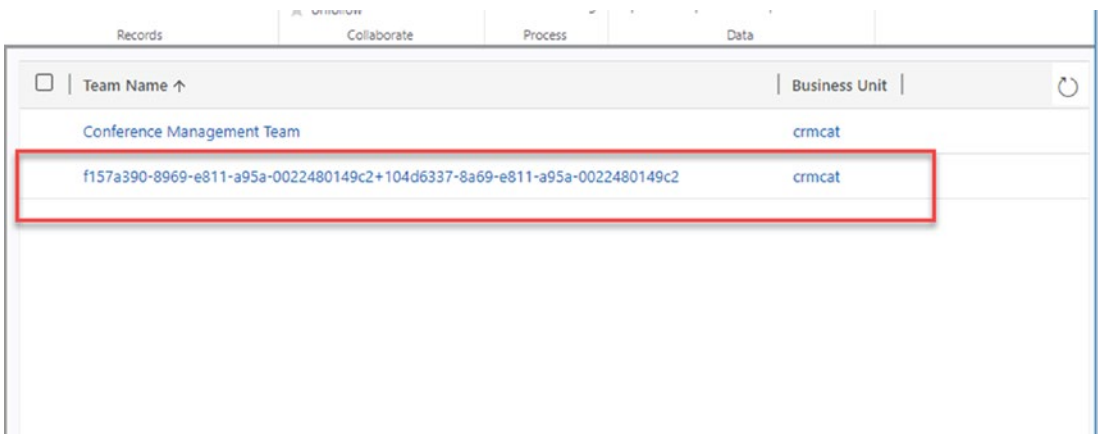 Unfollow
Records Collaborate Process Data
Team Name ↑ Business Unit
Conference Management Team crmcat
f157a390-8969-e811-a95a-0022480149c2+104d6337-8a69-e811-a95a-0022480149c2 crmcat